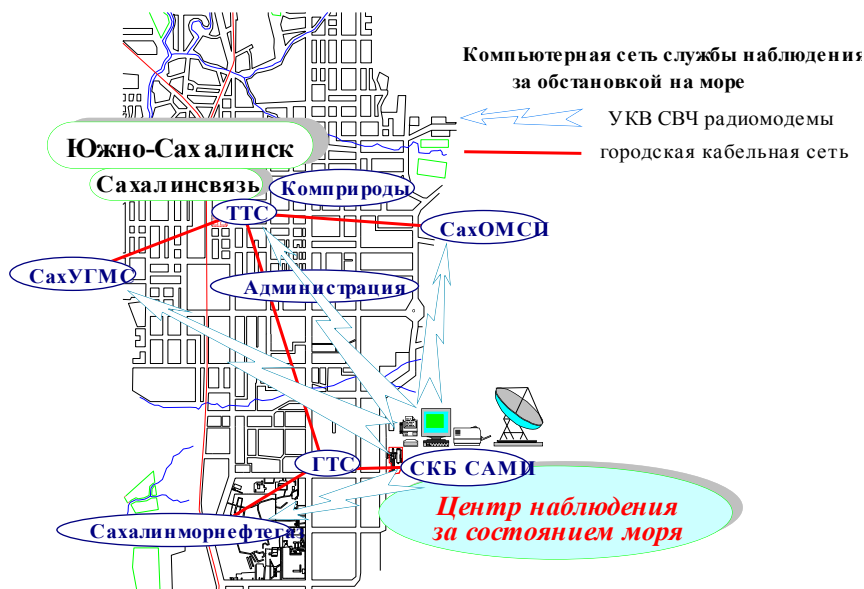 Компьютерная сеть службы наблюдения
за обстановкой на море
УКВ СВЧ радиомодемы
городская кабельная сеть
Южно-Сахалинск
Сахалинсвязь
Комприроды
ТТС
СахОМСП
СахУГМС
Администрация
ГТС
СКБ САМИ
Сахалинморнефтегаз
Центр наблюдения
за состоянием моря